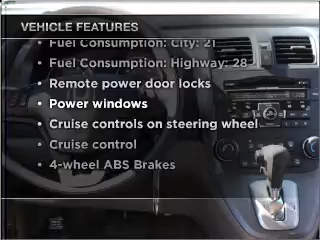 VEHICLE FEATURES
• Fuel Consumption: City: 21
• Fuel Consumption: Highway: 28
• Remote power door locks
• Power windows
• Cruise controls on steering wheel
• Cruise control
• 4-wheel ABS Brakes